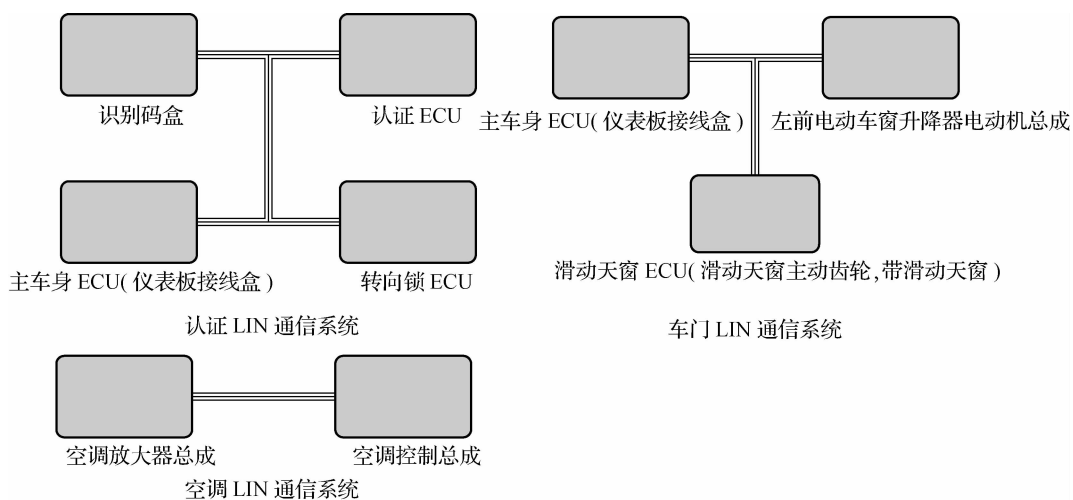 识别码盒
认证 ECU
主车身 ECU( 仪表板接线盒 )
转向锁 ECU
认证 LIN 通信系统
主车身 ECU( 仪表板接线盒 )
左前电动车窗升降器电动机总成
滑动天窗 ECU( 滑动天窗主动齿轮,带滑动天窗 )
车门 LIN 通信系统
空调放大器总成
空调控制总成
空调 LIN 通信系统